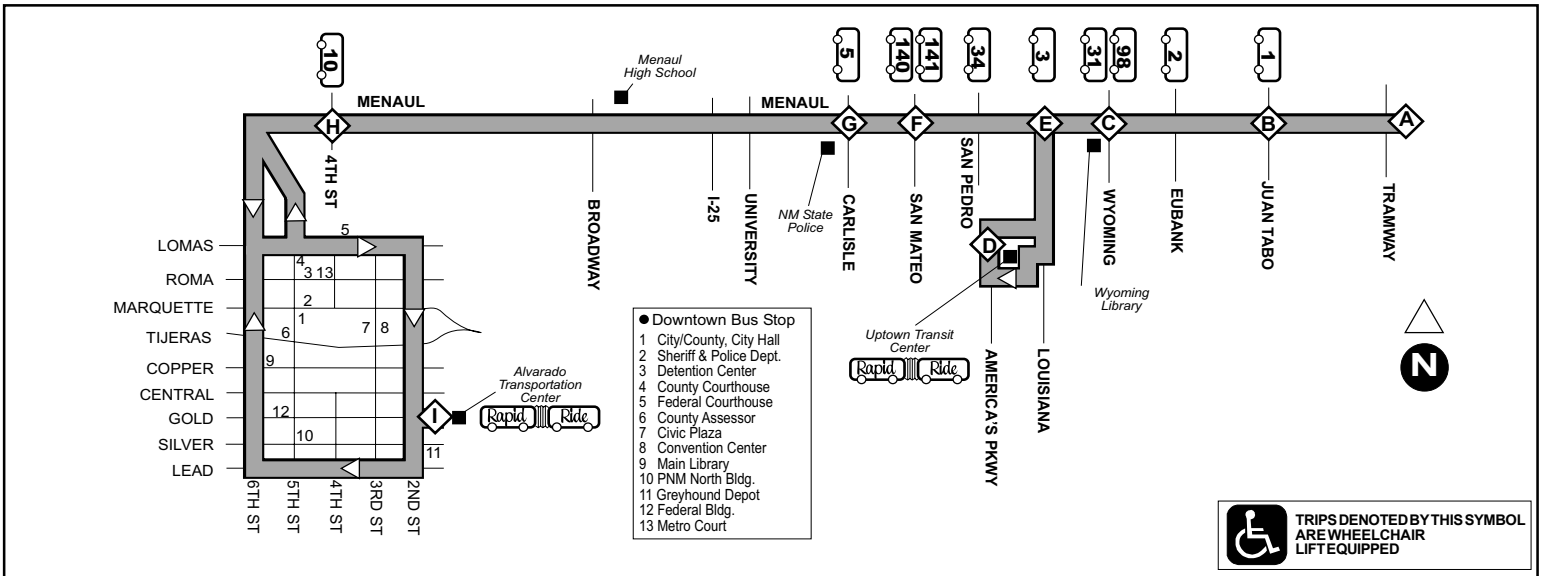 10
5
140
141
34
3
31
98
2
1
Menaul
High School
MENAUL
MENAUL
H
G
F
E
C
B
A
4TH ST
BROADWAY
I-25
UNIVERSITY
NM State
Police
CARLISLE
SAN MATEO
SAN PEDRO
D
WYOMING
EUBANK
JUAN TABO
TRAMWAY
Wyoming
Library
Uptown Transit
Center
Rapid Ride
AMERICA'S PKWY
LOUISIANA
LOMAS
ROMA
MARQUETTE
TIJERAS
COPPER
CENTRAL
GOLD
SILVER
LEAD
5
4
3 13
2
1
6
7 8
9
12
10
11
6TH ST
5TH ST
4TH ST
3RD ST
2ND ST
I
Alvarado
Transportation
Center
Rapid Ride
Downtown Bus Stop
1 City/County, City Hall
2 Sheriff & Police Dept.
3 Detention Center
4 County Courthouse
5 Federal Courthouse
6 County Assessor
7 Civic Plaza
8 Convention Center
9 Main Library
10 PNM North Bldg.
11 Greyhound Depot
12 Federal Bldg.
13 Metro Court
N
TRIPS DENOTED BY THIS SYMBOL
ARE WHEELCHAIR
LIFT EQUIPPED